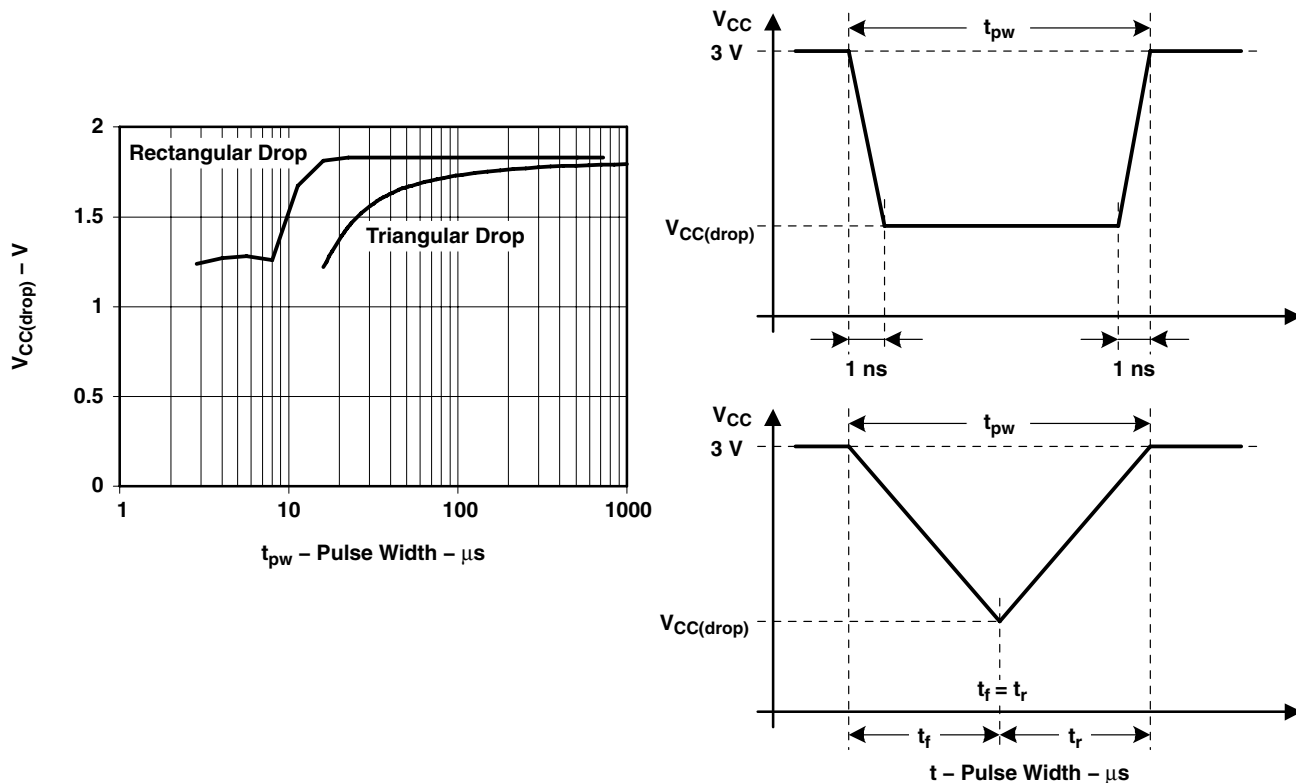 2
Rectangular Drop
1.5
Triangular Drop
1
0.5
0
1
10
100
1000
VCC(drop) – V
tpw – Pulse Width – μs
VCC
tpw
3 V
VCC(drop)
1 ns
1 ns
VCC
tpw
3 V
VCC(drop)
tf = tr
tf
tr
t – Pulse Width – μs